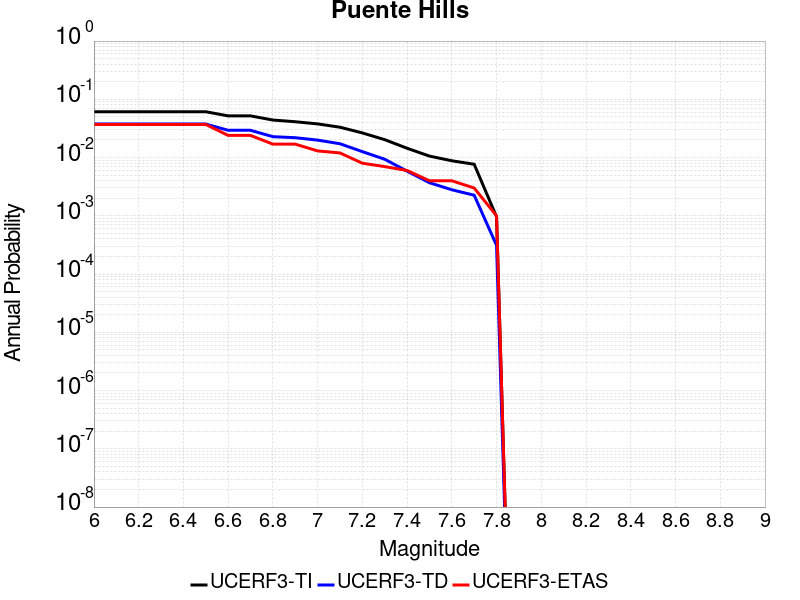 Puente Hills
10^0
10^-1
10^-2
10^-3
10^-4
10^-5
10^-6
10^-7
10^-8
Annual Probability
6 6.2 6.4 6.6 6.8 7 7.2 7.4 7.6 7.8 8 8.2 8.4 8.6 8.8 9
Magnitude
UCERF3-TI UCERF3-TD UCERF3-ETAS